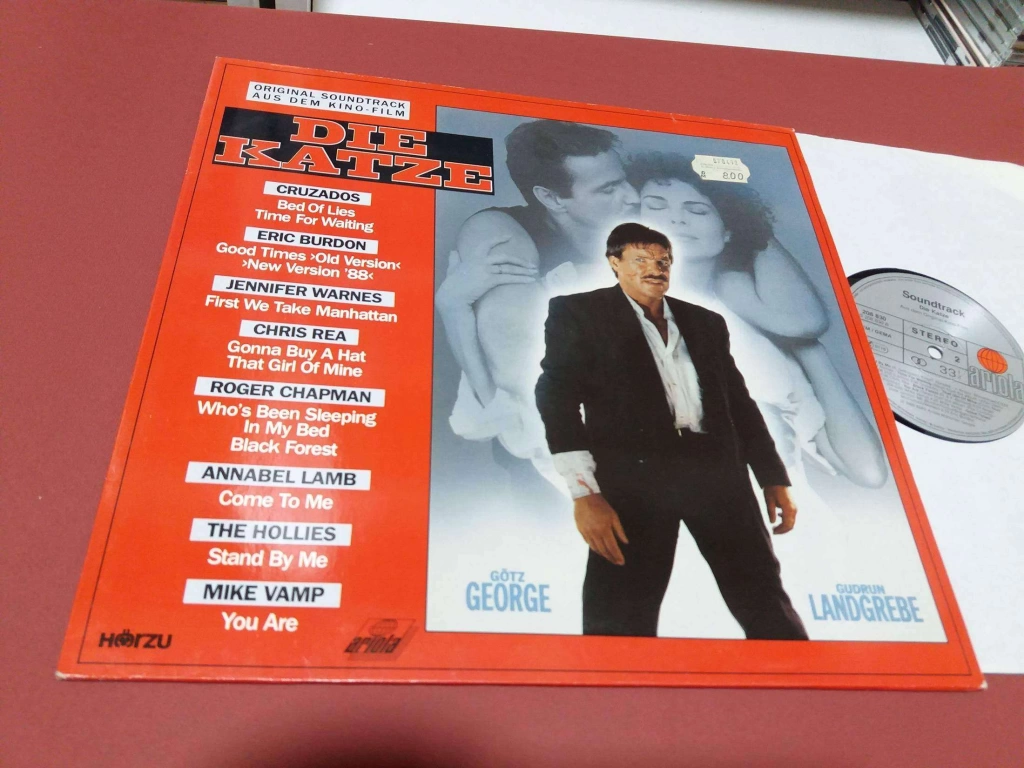 ORIGINAL SOUNDTRACK
AUS DEM KINO-FILM
DIE
KATZE
CRUZADOS
Bed Of Lies
Time For Waiting
ERIC BURDON
Good Times ›Old Version‹
›New Version '88‹
JENNIFER WARNES
First We Take Manhattan
CHRIS REA
Gonna Buy A Hat
That Girl Of Mine
ROGER CHAPMAN
Who's Been Sleeping
In My Bed
Black Forest
ANNABEL LAMB
Come To Me
THE HOLLIES
Stand By Me
MIKE VAMP
You Are
HÖRZU
ariola
GÖTZ
GEORGE
GUDRUN
LANDGREBE
8.00
Soundtrack
Die Katze
STEREO
2
33
ariola